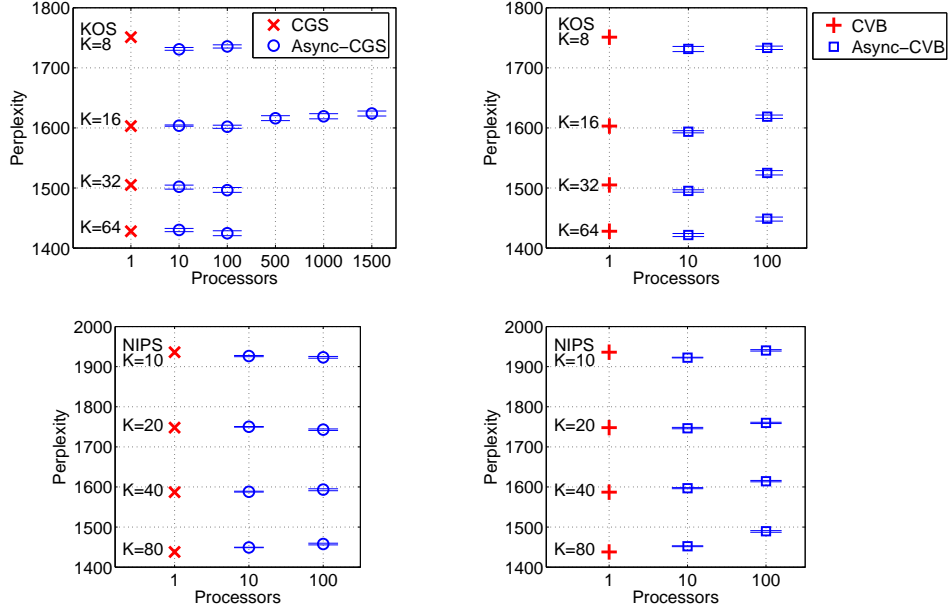 KOS
K=8
K=16
K=32
K=64
1800
1700
1600
1500
1400
Perplexity
1
10
100
500
1000
1500
Processors
CGS
Async−CGS
KOS
K=8
K=16
K=32
K=64
1800
1700
1600
1500
1400
Perplexity
1
10
100
Processors
CVB
Async−CVB
NIPS
K=10
K=20
K=40
K=80
2000
1900
1800
1700
1600
1500
1400
Perplexity
1
10
100
Processors
NIPS
K=10
K=20
K=40
K=80
2000
1900
1800
1700
1600
1500
1400
Perplexity
1
10
100
Processors